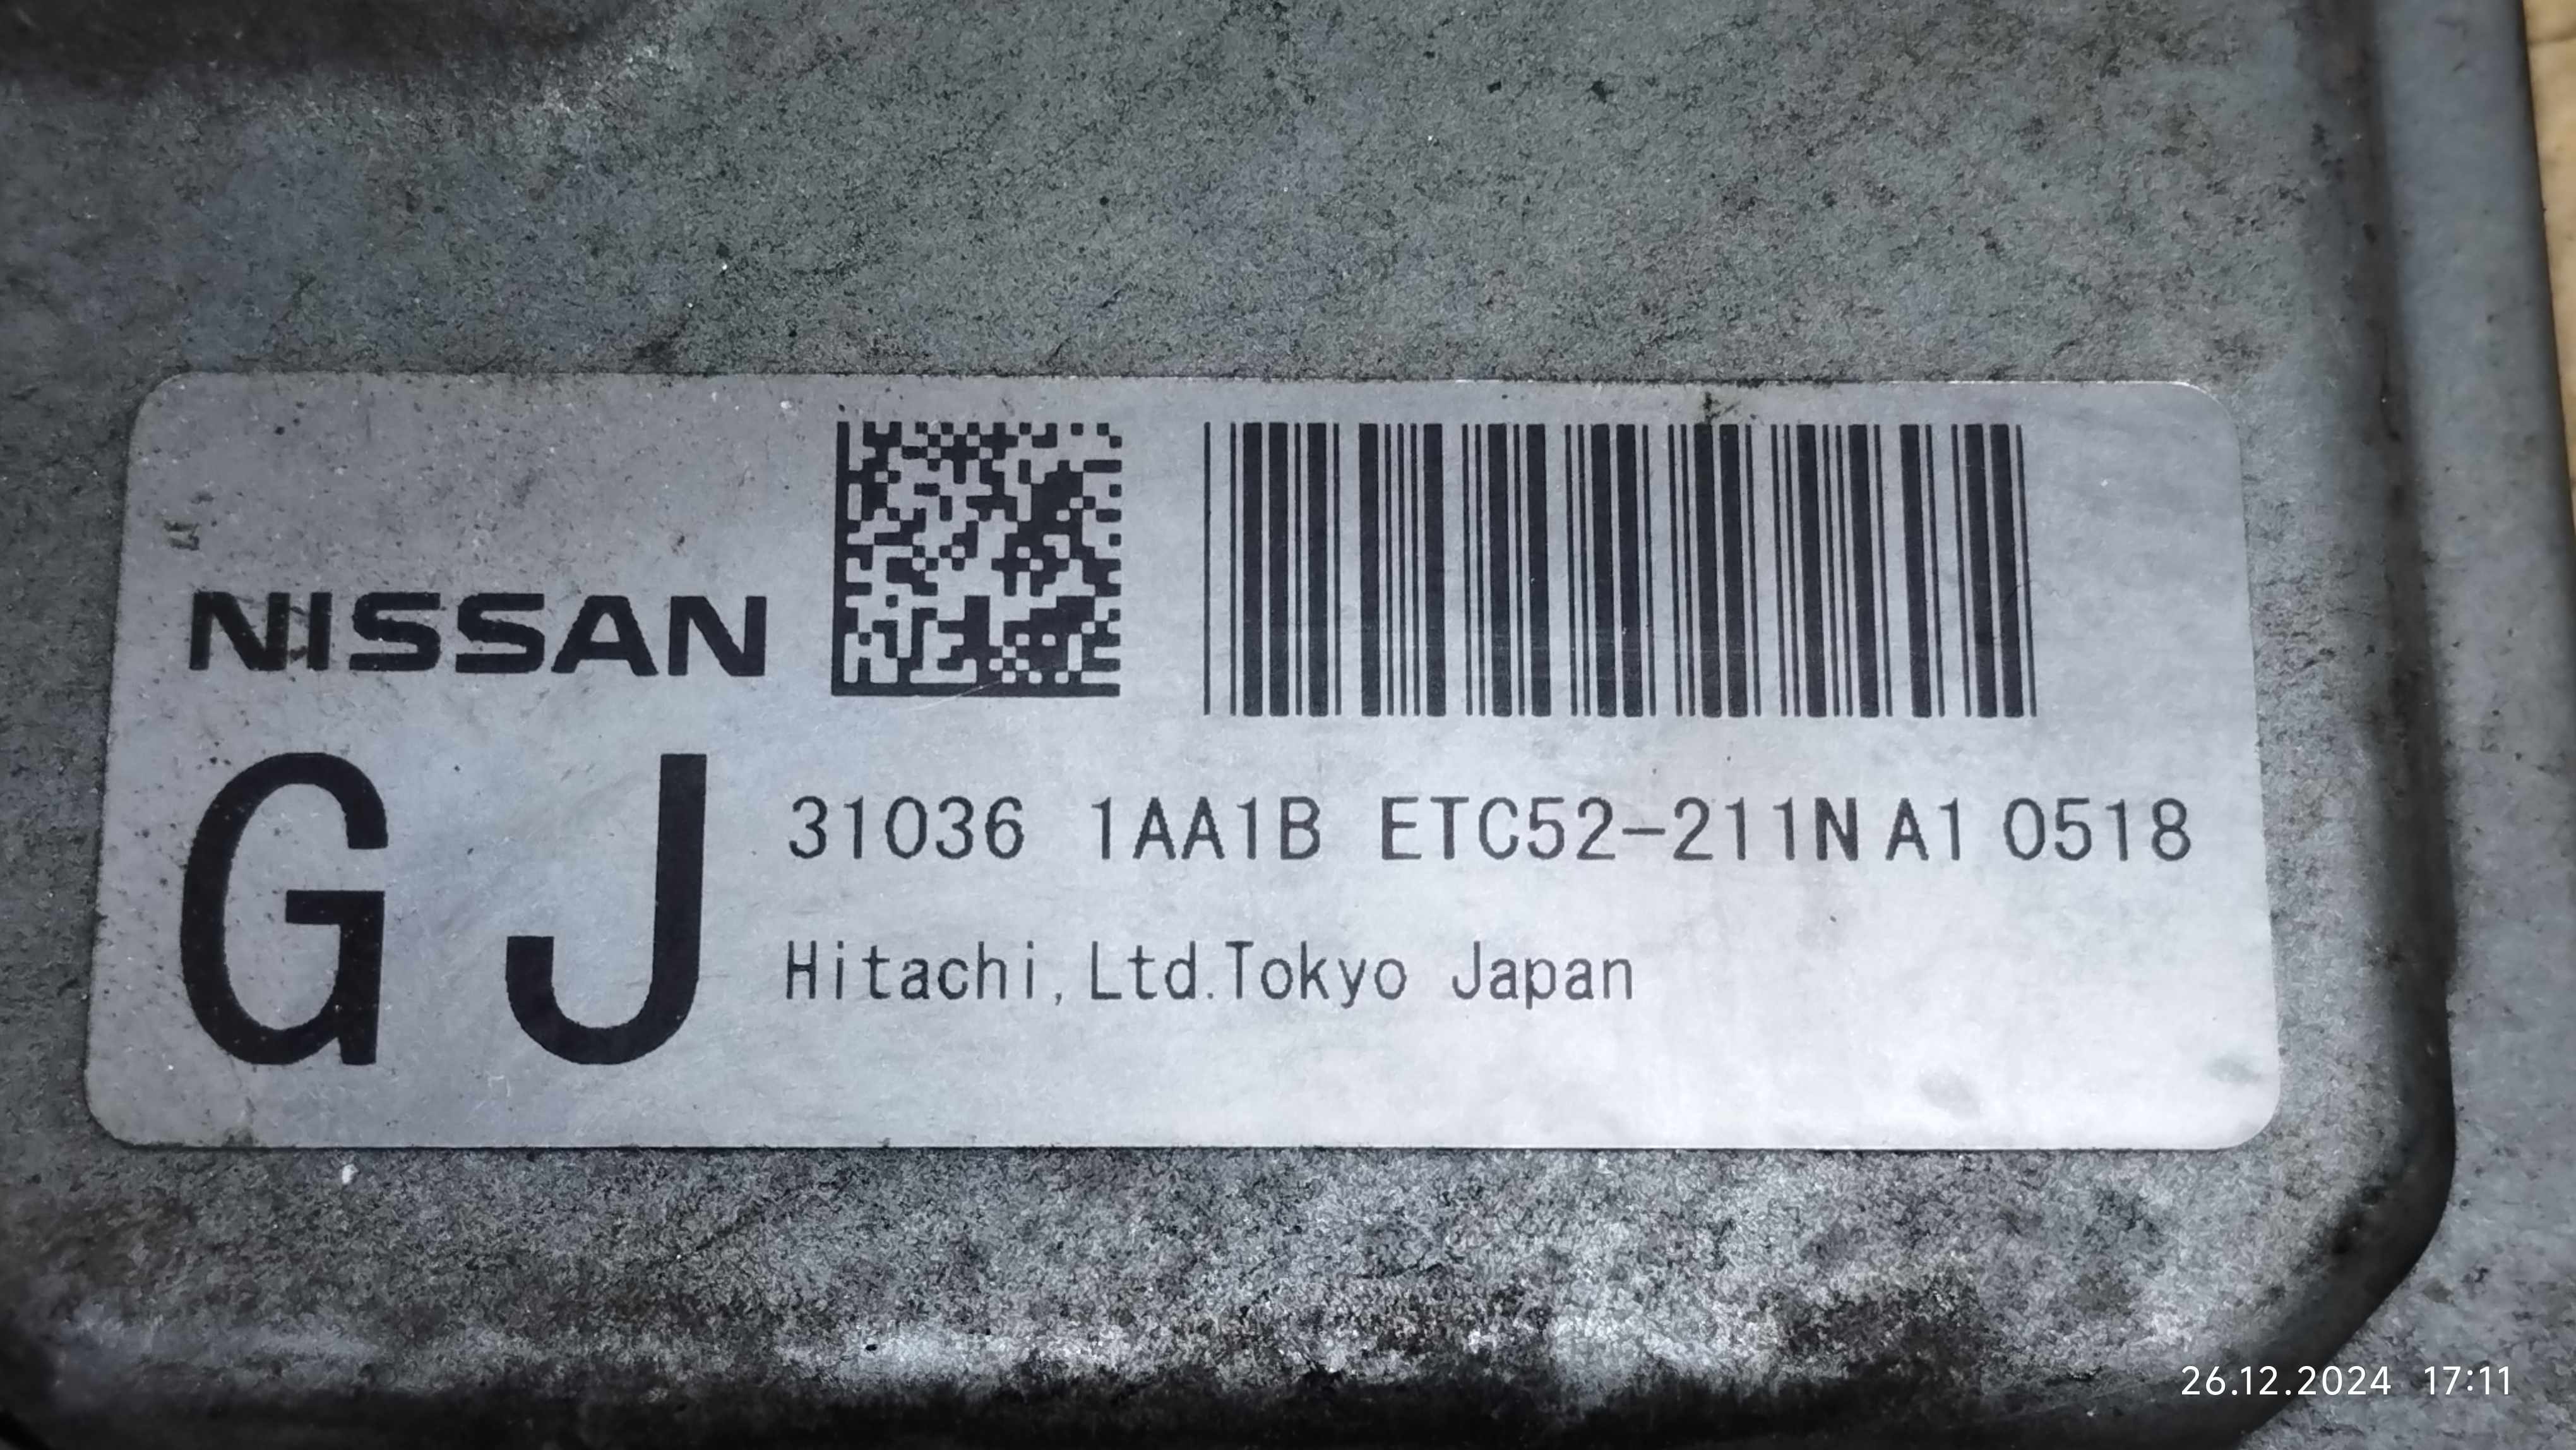 NISSAN
GJ
31036 1AA1B ETC52-211N A1 0518
Hitachi, Ltd. Tokyo Japan
26.12.2024 17:11